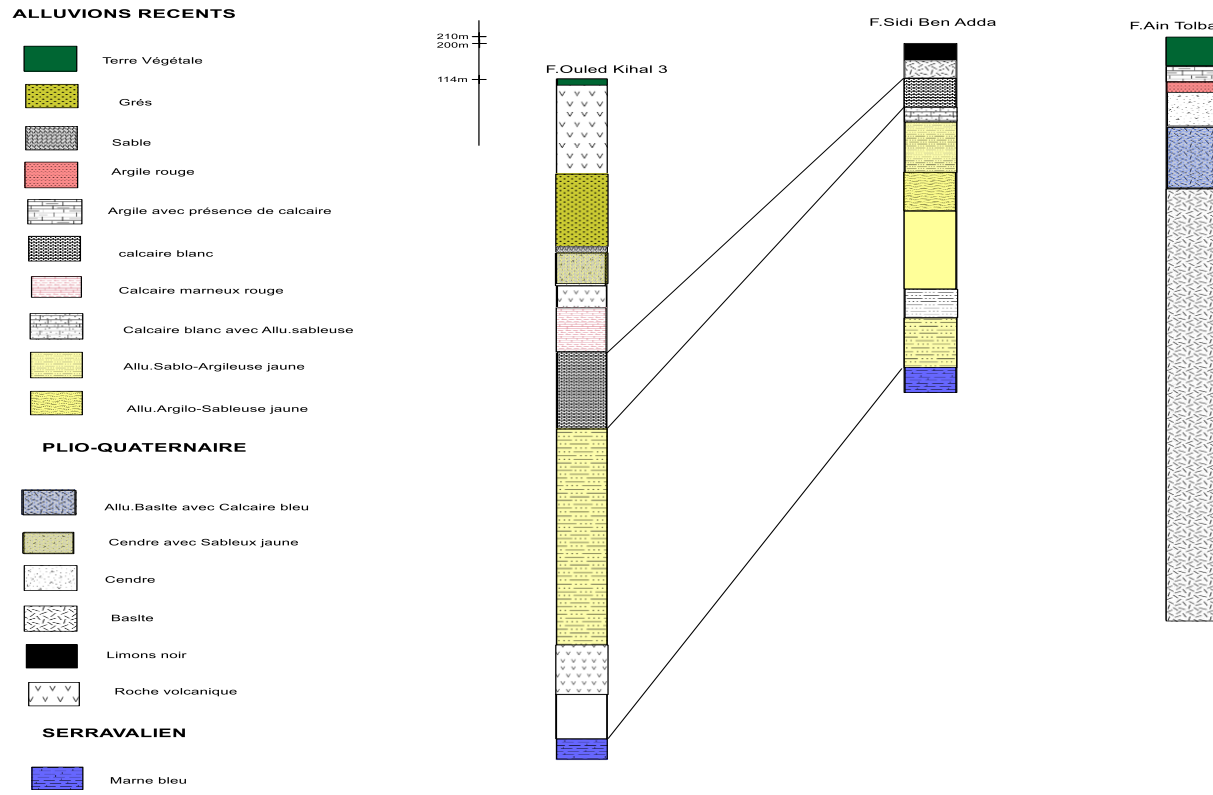 ALLUVIONS RECENTS
Terre Végétale
Grés
Sable
Argile rouge
Argile avec présence de calcaire
calcaire blanc
Calcaire marneux rouge
Calcaire blanc avec Allu.sableuse
Allu.Sablo-Argileuse jaune
Allu.Argilo-Sableuse jaune
PLIO-QUATERNAIRE
Allu.Baslte avec Calcaire bleu
Cendre avec Sableux jaune
Cendre
Baslte
Limons noir
Roche volcanique
SERRAVALIEN
Marne bleu
210m
200m
114m
F.Ouled Kihal 3
F.Sidi Ben Adda
F.Ain Tolba